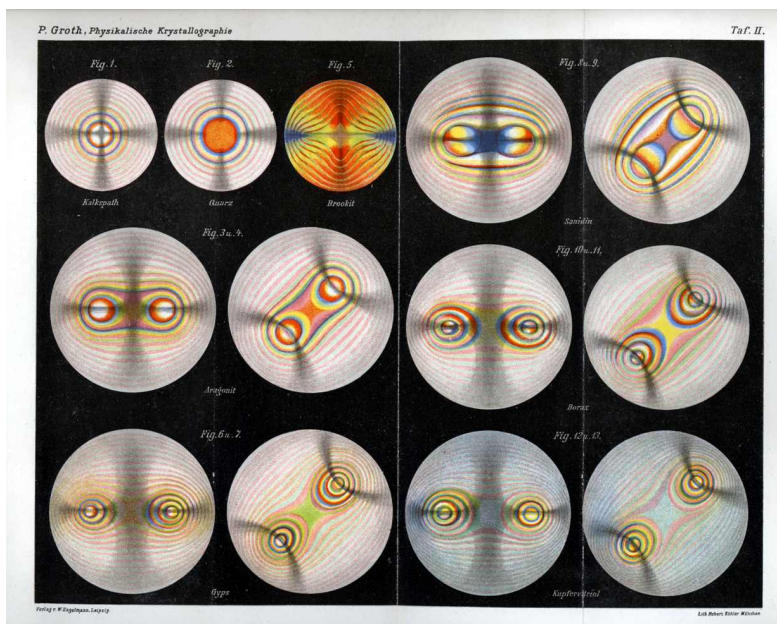 P. Groth, Physikalische Krystallographie
Taf. II.
Fig. 1.
Fig. 2.
Fig. 5.
Kalkspath
Quarz
Brookit
Fig. 8 u. 9.
Sanidin
Fig. 3 u. 4.
Aragonit
Fig. 10 u. 11.
Borax
Fig. 6 u. 7.
Gyps
Fig. 12 u. 13.
Kupfervitriol
Verlag v. W. Engelmann, Leipzig.
Lith. Hubert Köhler München